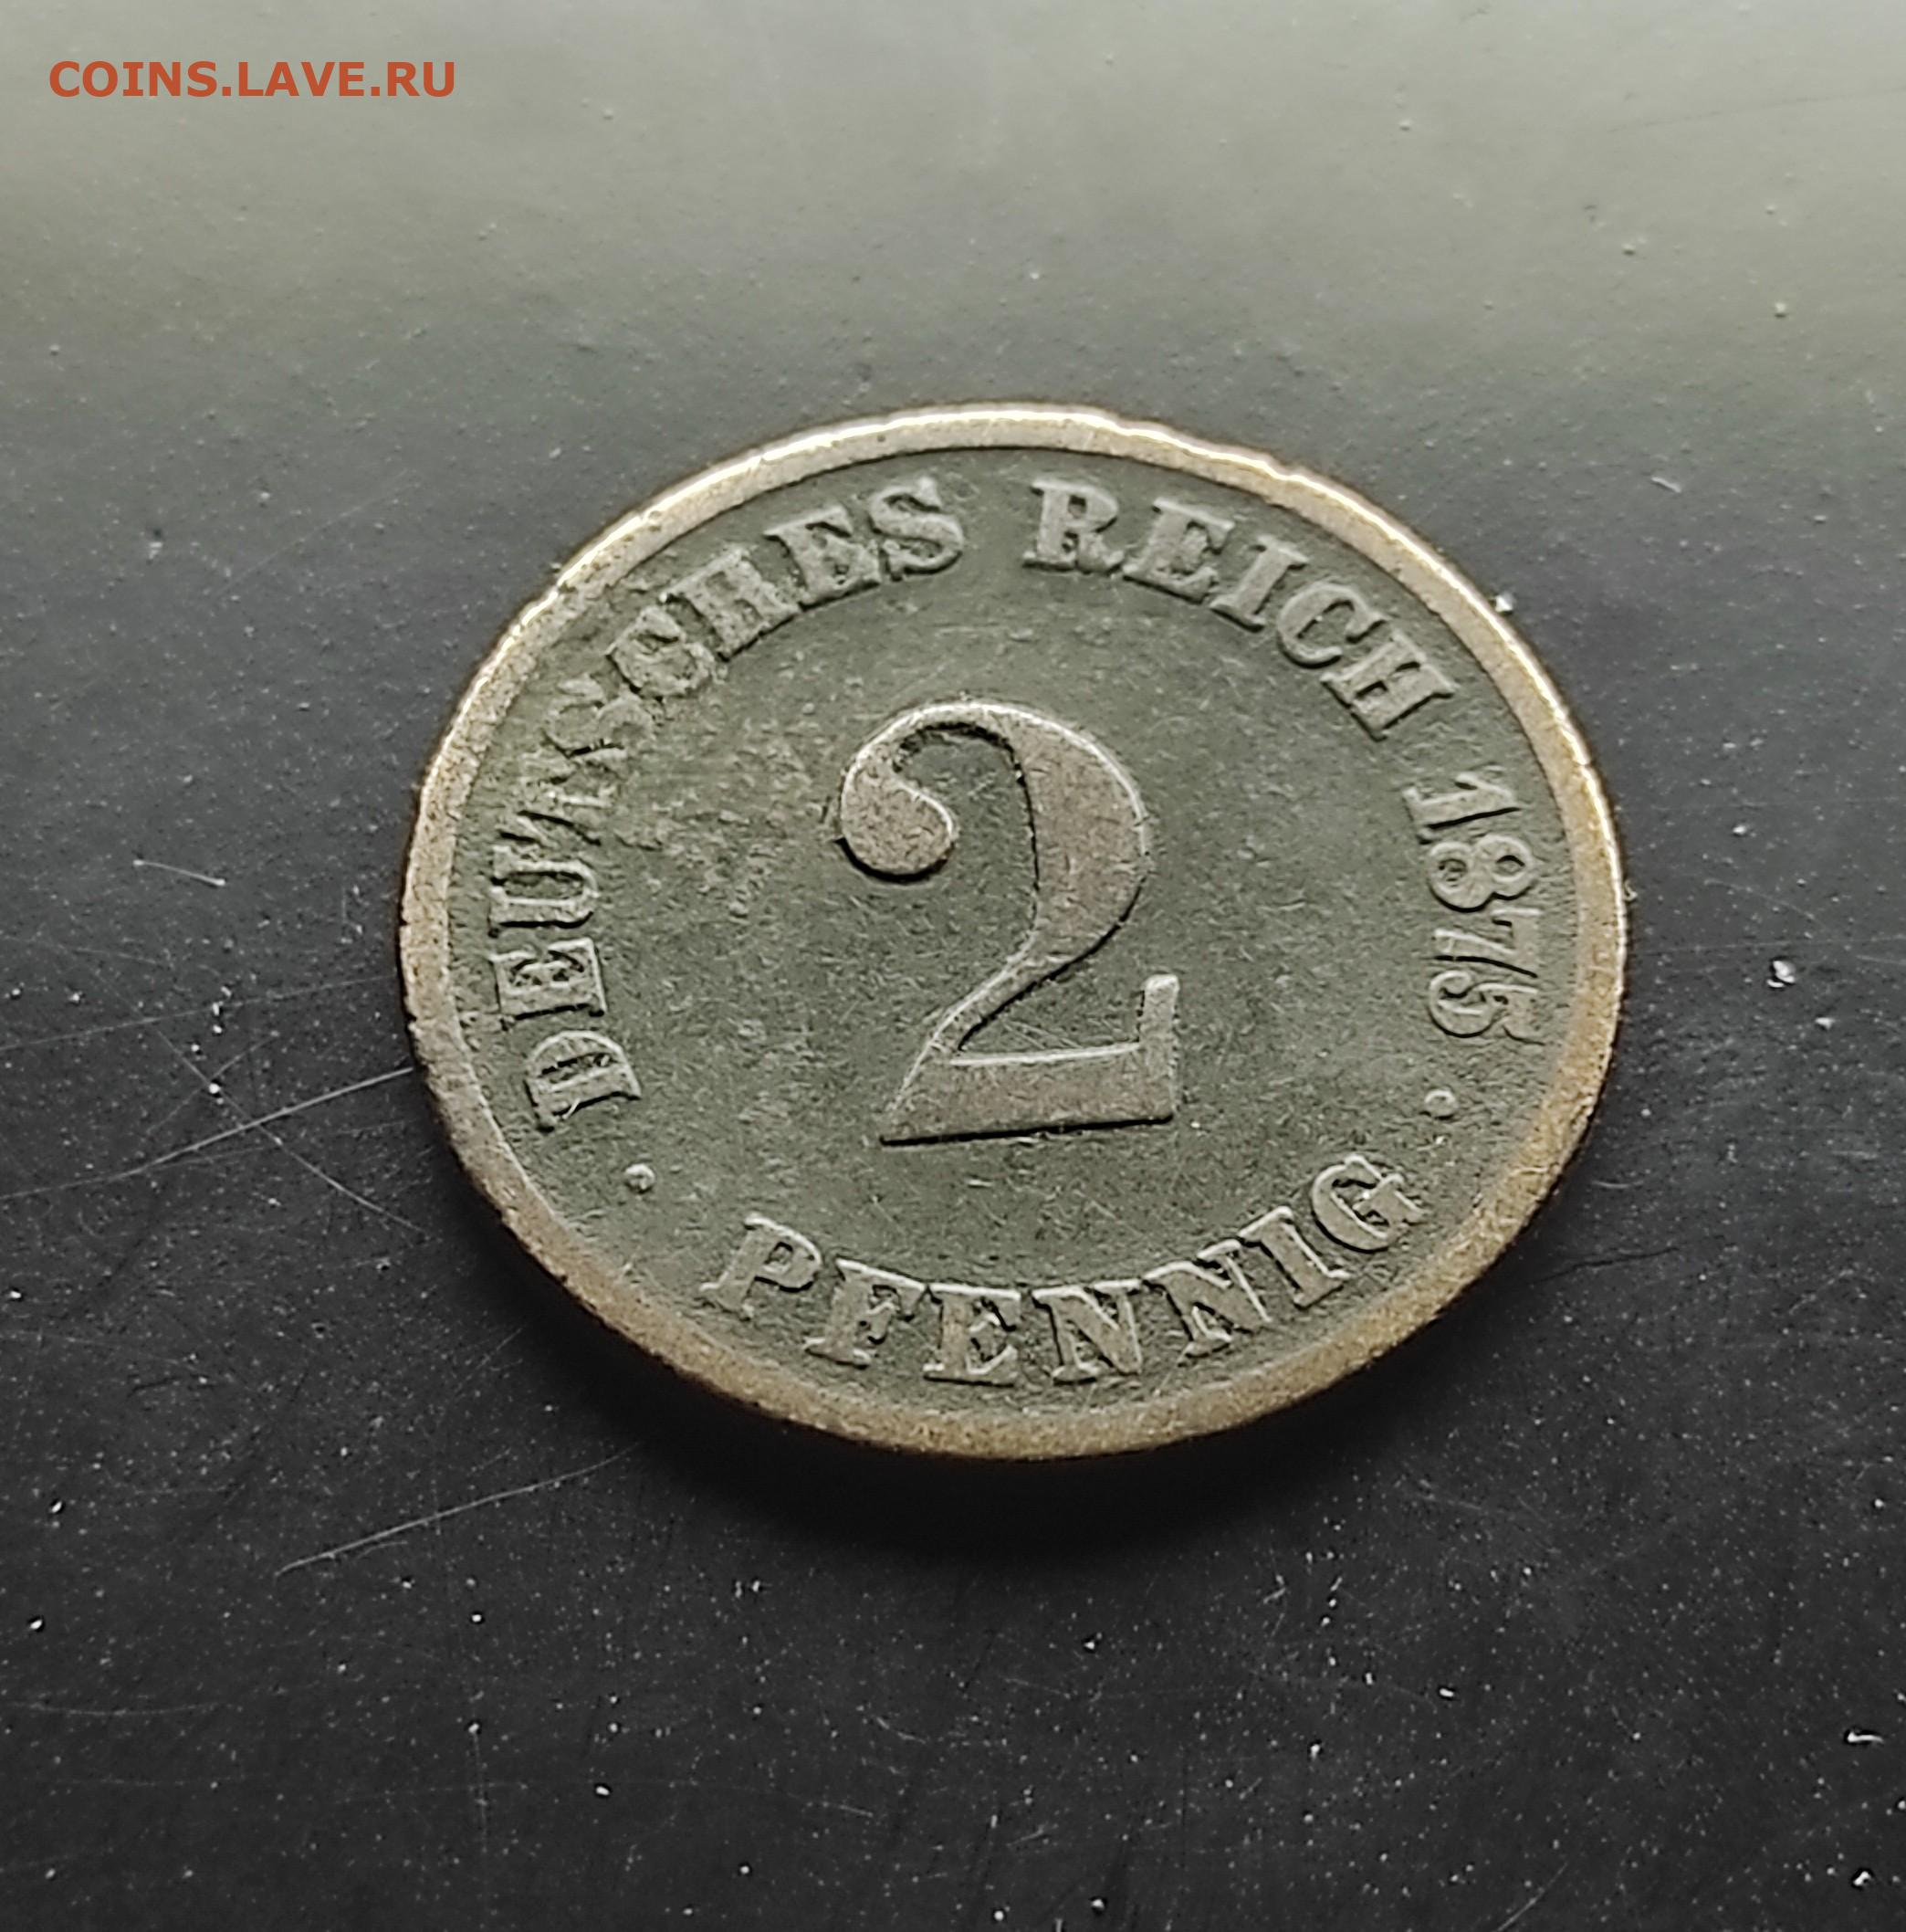 COINS.LAVE.RU
DEUTSCHES REICH 1875
2
· PFENNIG ·